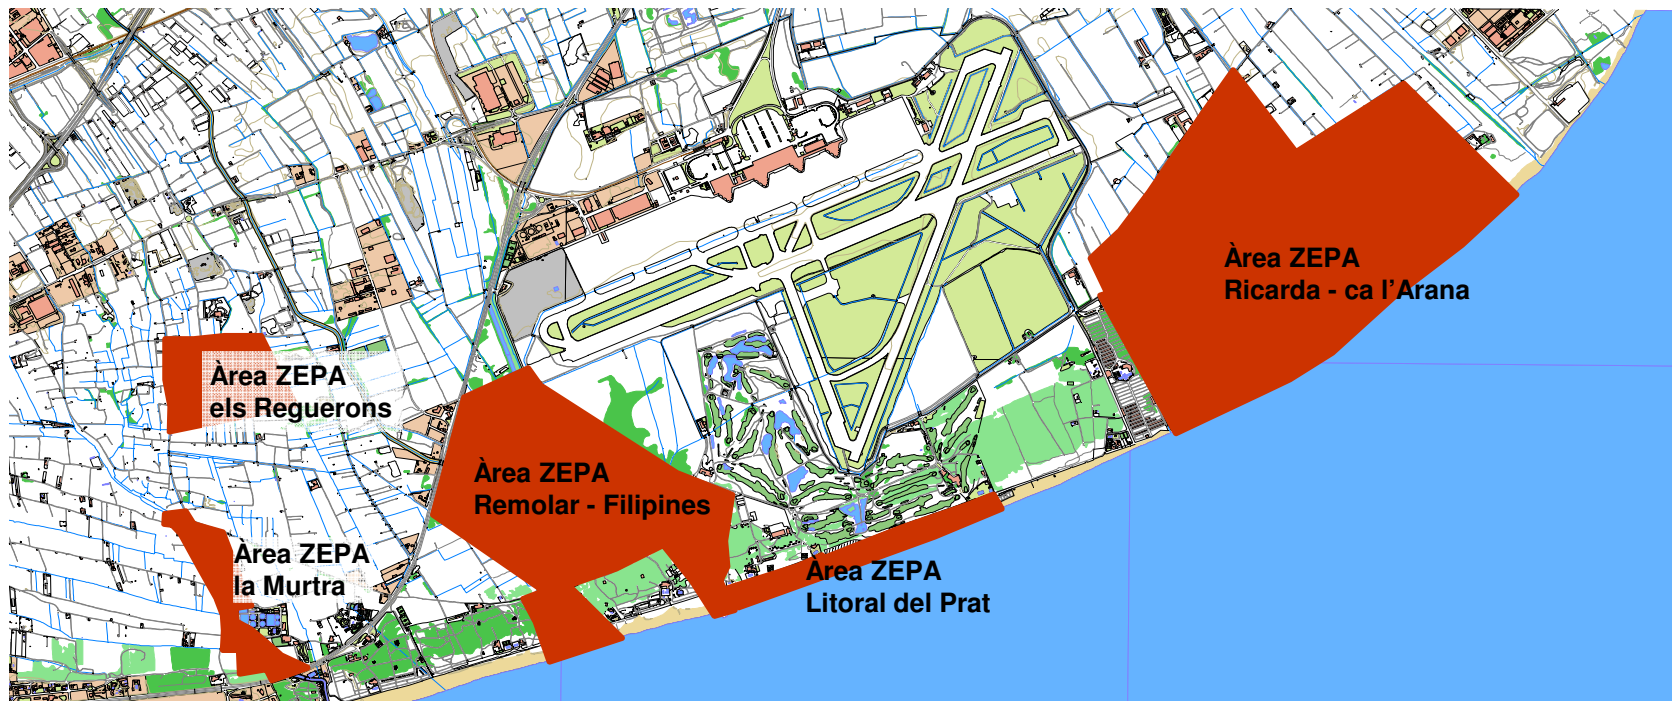 Àrea ZEPA
Ricarda - ca l'Arana
Àrea ZEPA
els Reguerons
Àrea ZEPA
Remolar - Filipines
Àrea ZEPA
la Murtra
Àrea ZEPA
Litoral del Prat